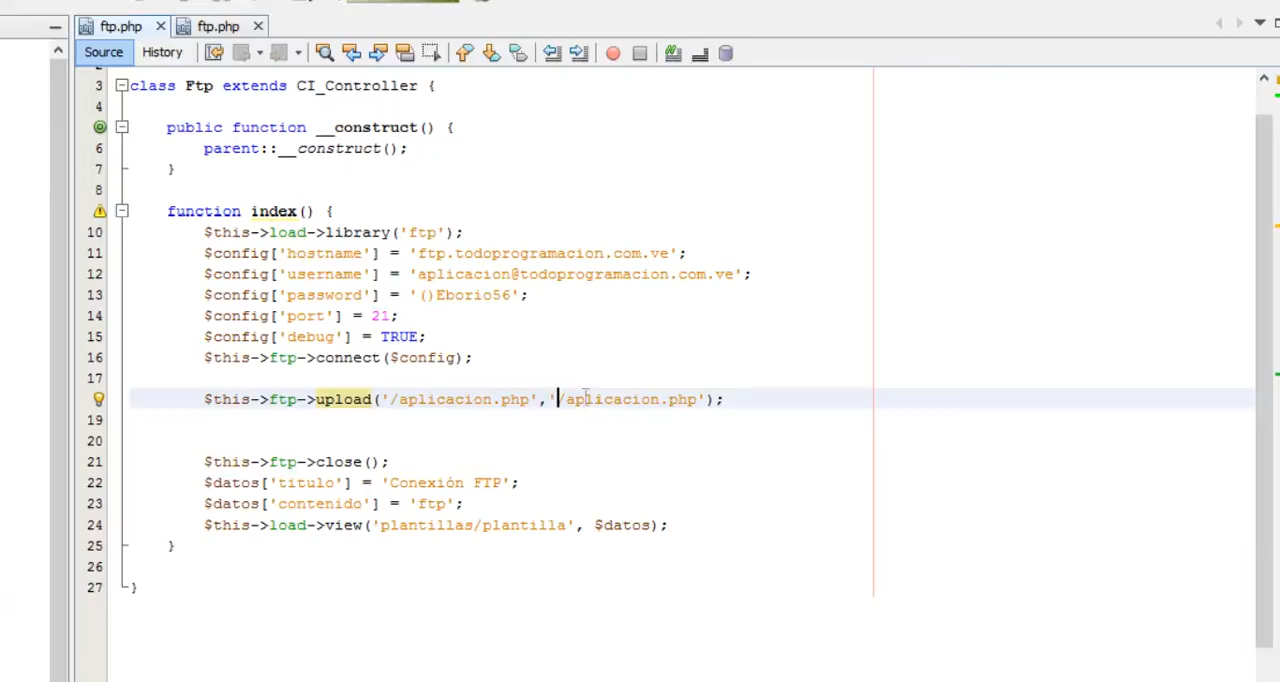 ftp.php ftp.php
Source History
3 class Ftp extends CI_Controller {
4
public function __construct() {
6 parent::__construct();
7 }
8
function index() {
10 $this->load->library('ftp');
11 $config['hostname'] = 'ftp.todoprogramacion.com.ve';
12 $config['username'] = 'aplicacion@todoprogramacion.com.ve';
13 $config['password'] = '()Eborio56';
14 $config['port'] = 21;
15 $config['debug'] = TRUE;
16 $this->ftp->connect($config);
17
$this->ftp->upload('/aplicacion.php','/aplicacion.php');
19
20
21 $this->ftp->close();
22 $datos['titulo'] = 'Conexión FTP';
23 $datos['contenido'] = 'ftp';
24 $this->load->view('plantillas/plantilla', $datos);
25 }
26
27 }